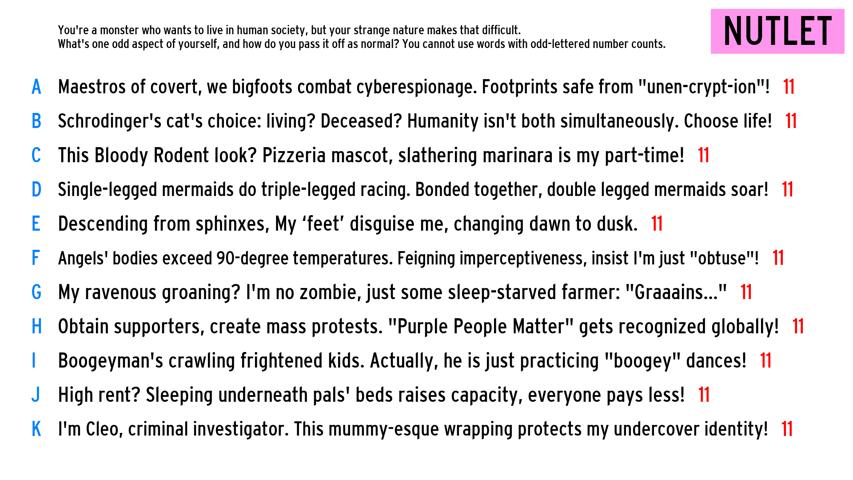 You're a monster who wants to live in human society, but your strange nature makes that difficult.
What's one odd aspect of yourself, and how do you pass it off as normal? You cannot use words with odd-lettered number counts.
NUTLET
A Maestros of covert, we bigfoots combat cyberespionage. Footprints safe from "unen-crypt-ion"! 11
B Schrodinger's cat's choice: living? Deceased? Humanity isn't both simultaneously. Choose life! 11
C This Bloody Rodent look? Pizzeria mascot, slathering marinara is my part-time! 11
D Single-legged mermaids do triple-legged racing. Bonded together, double legged mermaids soar! 11
E Descending from sphinxes, My ‘feet’ disguise me, changing dawn to dusk. 11
F Angels' bodies exceed 90-degree temperatures. Feigning imperceptiveness, insist I'm just "obtuse"! 11
G My ravenous groaning? I'm no zombie, just some sleep-starved farmer: "Graaains..." 11
H Obtain supporters, create mass protests. "Purple People Matter" gets recognized globally! 11
I Boogeyman's crawling frightened kids. Actually, he is just practicing "boogey" dances! 11
J High rent? Sleeping underneath pals' beds raises capacity, everyone pays less! 11
K I'm Cleo, criminal investigator. This mummy-esque wrapping protects my undercover identity! 11